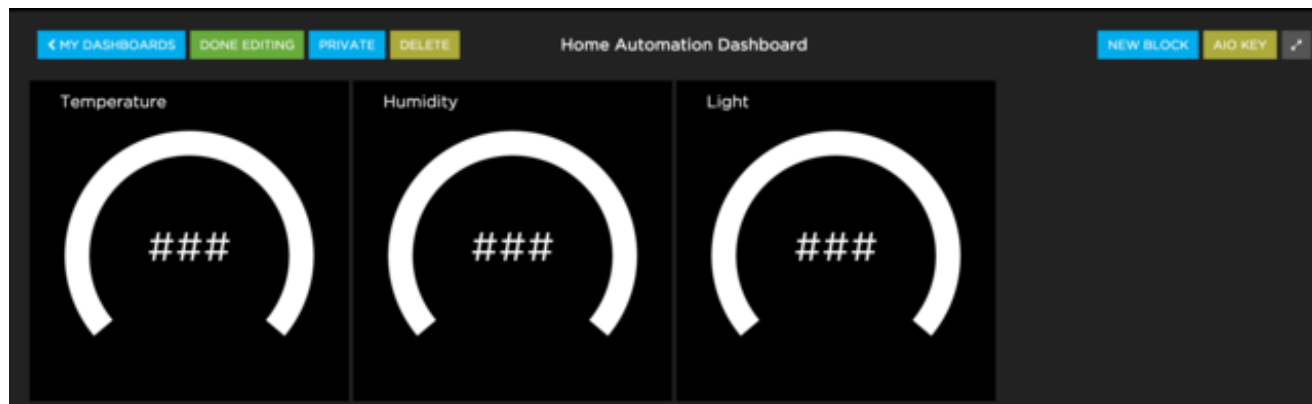 MY DASHBOARDS DONE EDITING PRIVATE DELETE Home Automation Dashboard NEW BLOCK AIO KEY
Temperature Humidity Light
### ### ###